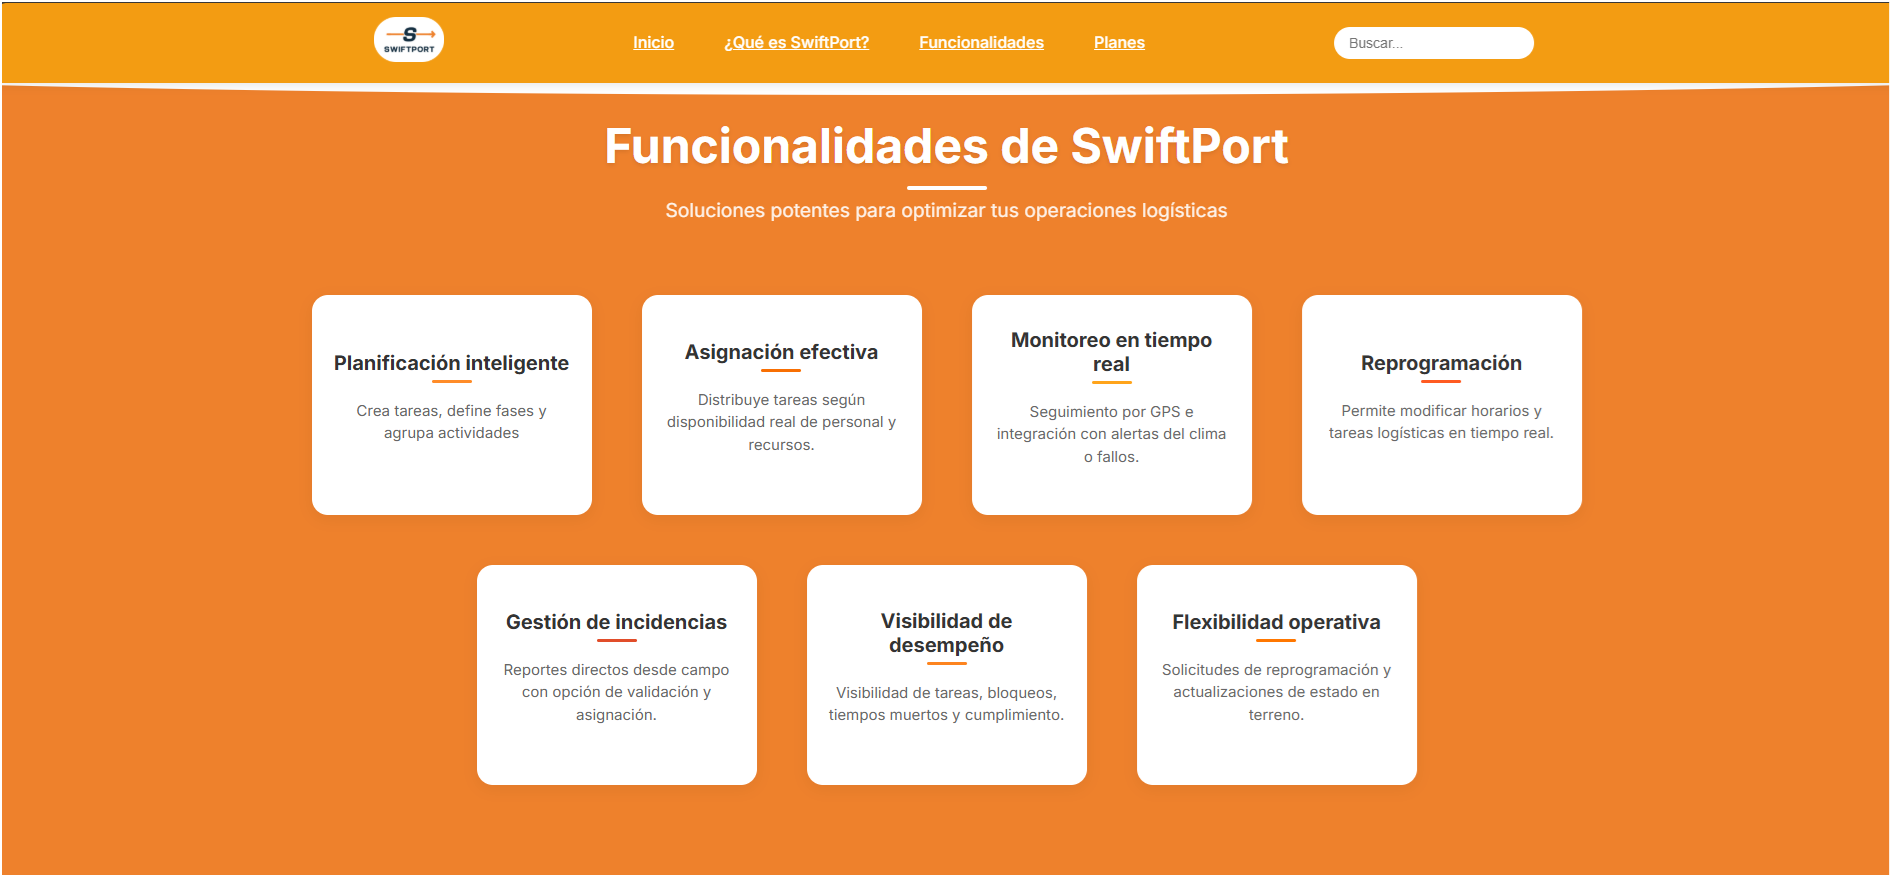 S
SWIFTPORT
Inicio
¿Qué es SwiftPort?
Funcionalidades
Planes
Buscar...
Funcionalidades de SwiftPort
Soluciones potentes para optimizar tus operaciones logísticas
Planificación inteligente
Crea tareas, define fases y
agrupa actividades
Asignación efectiva
Distribuye tareas según
disponibilidad real de personal y
recursos.
Monitoreo en tiempo
real
Seguimiento por GPS e
integración con alertas del clima
o fallos.
Reprogramación
Permite modificar horarios y
tareas logísticas en tiempo real.
Gestión de incidencias
Reportes directos desde campo
con opción de validación y
asignación.
Visibilidad de
desempeño
Visibilidad de tareas, bloqueos,
tiempos muertos y cumplimiento.
Flexibilidad operativa
Solicitudes de reprogramación y
actualizaciones de estado en
terreno.